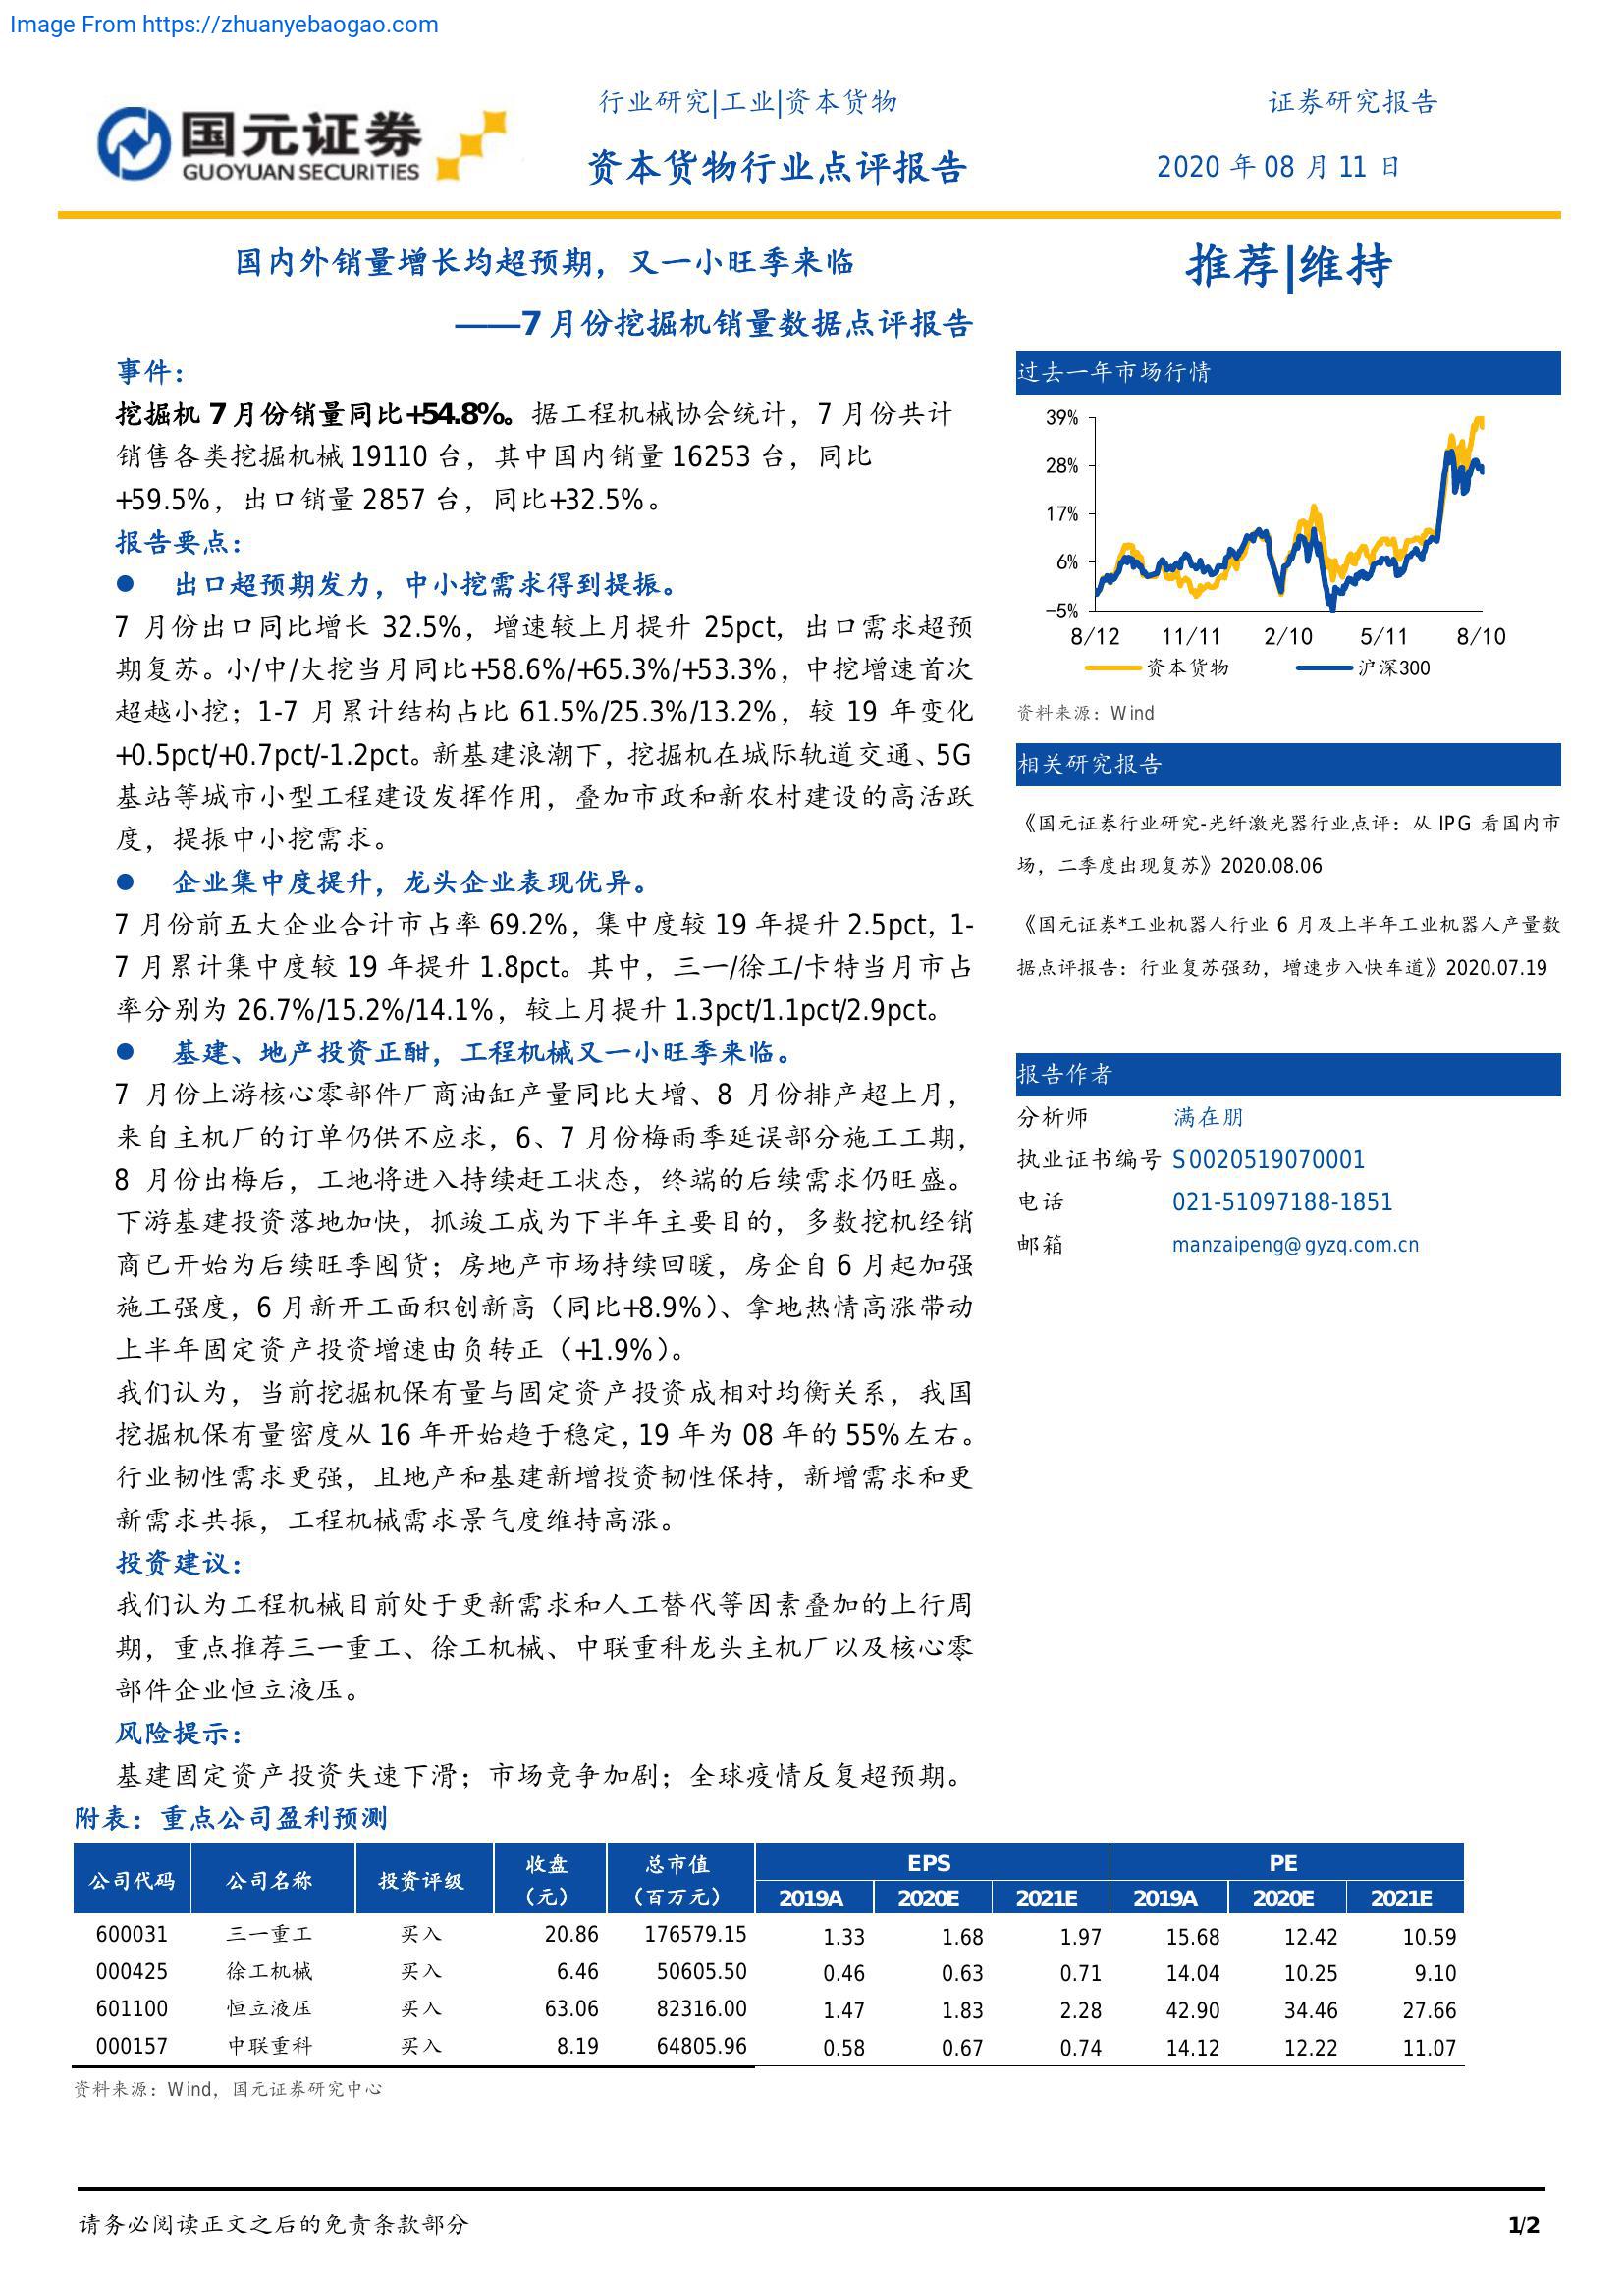 Image From https://zhuanyebaogao.com
国元证券
GUOYUAN SECURITIES
行业研究|工业|资本货物
证券研究报告
资本货物行业点评报告
2020 年 08 月 11 日
国内外销量增长均超预期，又一小旺季来临
——7 月份挖掘机销量数据点评报告
事件：
挖掘机 7 月份销量同比+54.8%。据工程机械协会统计，7 月份共计
销售各类挖掘机械 19110 台，其中国内销量 16253 台，同比
+59.5%，出口销量 2857 台，同比+32.5%。
报告要点：
● 出口超预期发力，中小挖需求得到提振。
7 月份出口同比增长 32.5%，增速较上月提升 25pct，出口需求超预
期复苏。小/中/大挖当月同比+58.6%/+65.3%/+53.3%，中挖增速首次
超越小挖；1-7 月累计结构占比 61.5%/25.3%/13.2%，较 19 年变化
+0.5pct/+0.7pct/-1.2pct。新基建浪潮下，挖掘机在城际轨道交通、5G
基站等城市小型工程建设发挥作用，叠加市政和新农村建设的高活跃
度，提振中小挖需求。
● 企业集中度提升，龙头企业表现优异。
7 月份前五大企业合计市占率 69.2%，集中度较 19 年提升 2.5pct，1-
7 月累计集中度较 19 年提升 1.8pct。其中，三一/徐工/卡特当月市占
率分别为 26.7%/15.2%/14.1%，较上月提升 1.3pct/1.1pct/2.9pct。
● 基建、地产投资正酣，工程机械又一小旺季来临。
7 月份上游核心零部件厂商油缸产量同比大增、8 月份排产超上月，
来自主机厂的订单仍供不应求，6、7 月份梅雨季延误部分施工工期，
8 月份出梅后，工地将进入持续赶工状态，终端的后续需求仍旺盛。
下游基建投资落地加快，抓竣工成为下半年主要目的，多数挖机经销
商已开始为后续旺季囤货；房地产市场持续回暖，房企自 6 月起加强
施工强度，6 月新开工面积创新高（同比+8.9%）、拿地热情高涨带动
上半年固定资产投资增速由负转正（+1.9%）。
我们认为，当前挖掘机保有量与固定资产投资成相对均衡关系，我国
挖掘机保有量密度从 16 年开始趋于稳定，19 年为 08 年的 55%左右。
行业韧性需求更强，且地产和基建新增投资韧性保持，新增需求和更
新需求共振，工程机械需求景气度维持高涨。
投资建议：
我们认为工程机械目前处于更新需求和人工替代等因素叠加的上行周
期，重点推荐三一重工、徐工机械、中联重科龙头主机厂以及核心零
部件企业恒立液压。
风险提示：
基建固定资产投资失速下滑；市场竞争加剧；全球疫情反复超预期。
推荐|维持
过去一年市场行情
39%
28%
17%
6%
-5%
8/12 11/11 2/10 5/11 8/10
资本货物 沪深300
资料来源：Wind
相关研究报告
《国元证券行业研究-光纤激光器行业点评：从 IPG 看国内市
场，二季度出现复苏》2020.08.06
《国元证券*工业机器人行业 6 月及上半年工业机器人产量数
据点评报告：行业复苏强劲，增速步入快车道》2020.07.19
报告作者
分析师 满在朋
执业证书编号 S0020519070001
电话 021-51097188-1851
邮箱 manzaipeng@gyzq.com.cn
附表：重点公司盈利预测
公司代码 公司名称 投资评级 收盘（元） 总市值（百万元） EPS PE
2019A 2020E 2021E 2019A 2020E 2021E
600031 三一重工 买入 20.86 176579.15 1.33 1.68 1.97 15.68 12.42 10.59
000425 徐工机械 买入 6.46 50605.50 0.46 0.63 0.71 14.04 10.25 9.10
601100 恒立液压 买入 63.06 82316.00 1.47 1.83 2.28 42.90 34.46 27.66
000157 中联重科 买入 8.19 64805.96 0.58 0.67 0.74 14.12 12.22 11.07
资料来源：Wind，国元证券研究中心
请务必阅读正文之后的免责条款部分
1/2